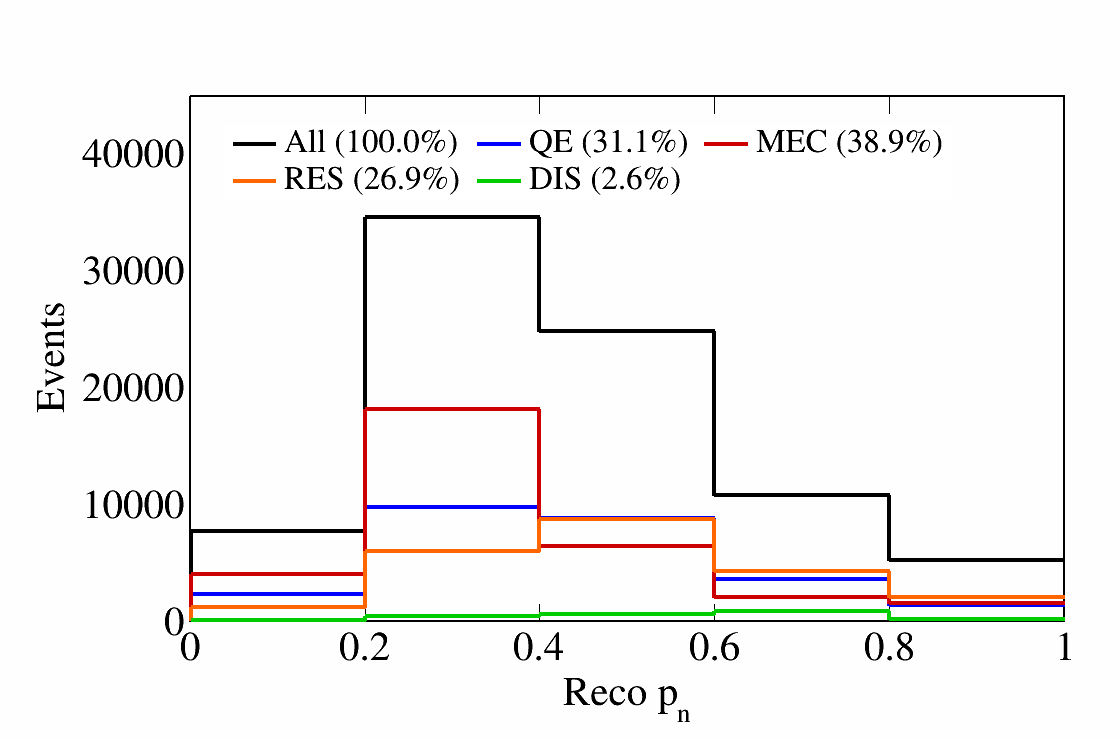 All (100.0%) QE (31.1%) MEC (38.9%)
RES (26.9%) DIS (2.6%)
40000
30000
20000
10000
0
Events
0 0.2 0.4 0.6 0.8 1
Reco pn